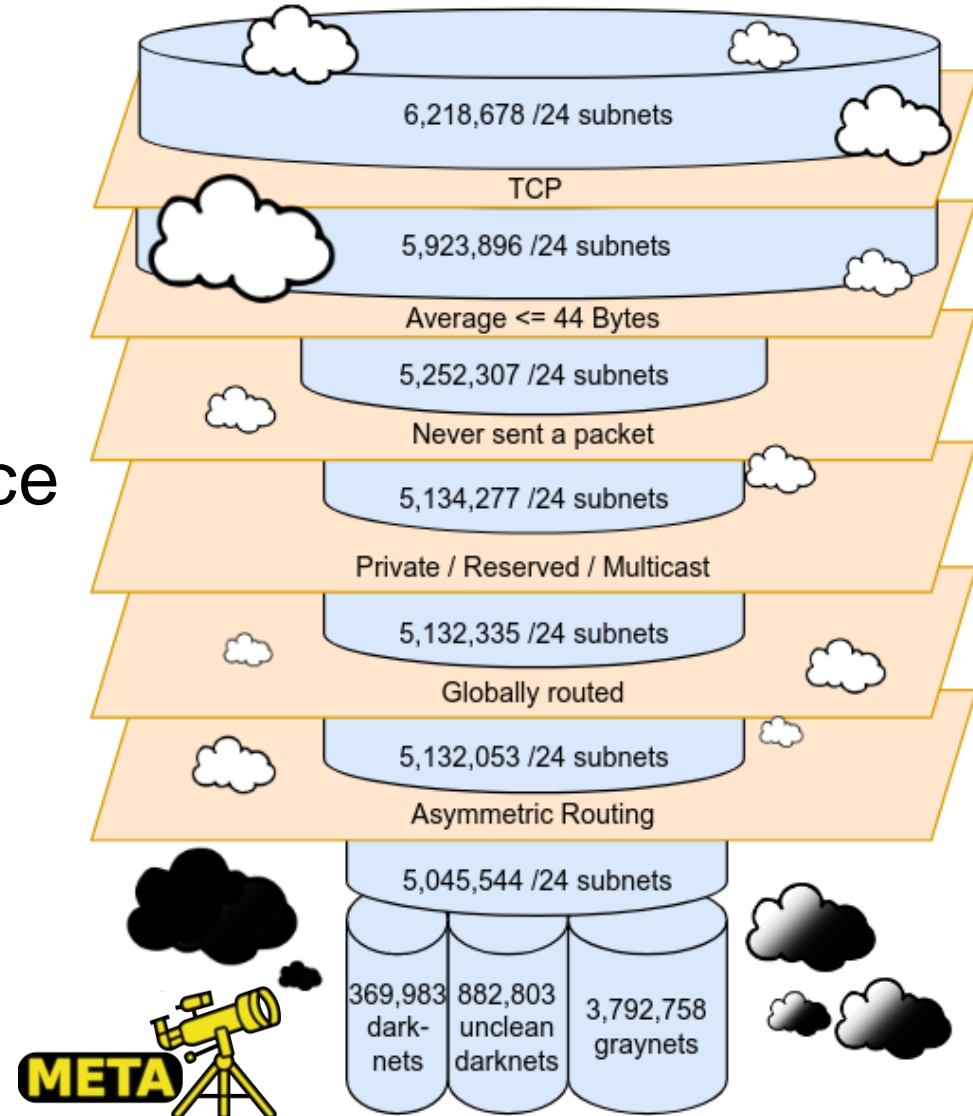 6,218,678 /24 subnets
TCP
5,923,896 /24 subnets
Average <= 44 Bytes
5,252,307 /24 subnets
Never sent a packet
ce
5,134,277 /24 subnets
Private / Reserved / Multicast
5,132,335 /24 subnets
Globally routed
5,132,053 /24 subnets
Asymmetric Routing
5,045,544 /24 subnets
369,983
dark-
nets
882,803
unclean
darknets
3,792,758
graynets
META